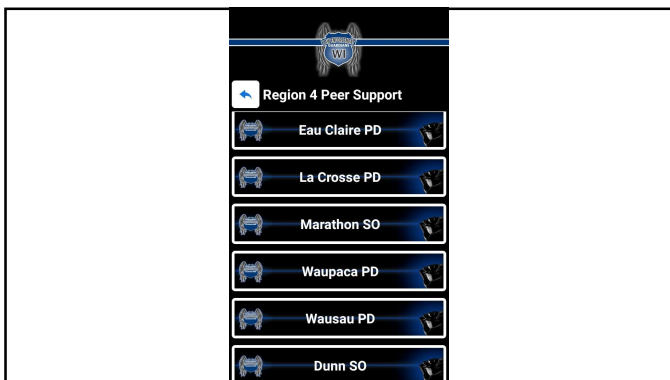 GUARDIANS
WI
Region 4 Peer Support
Eau Claire PD
La Crosse PD
Marathon SO
Waupaca PD
Wausau PD
Dunn SO